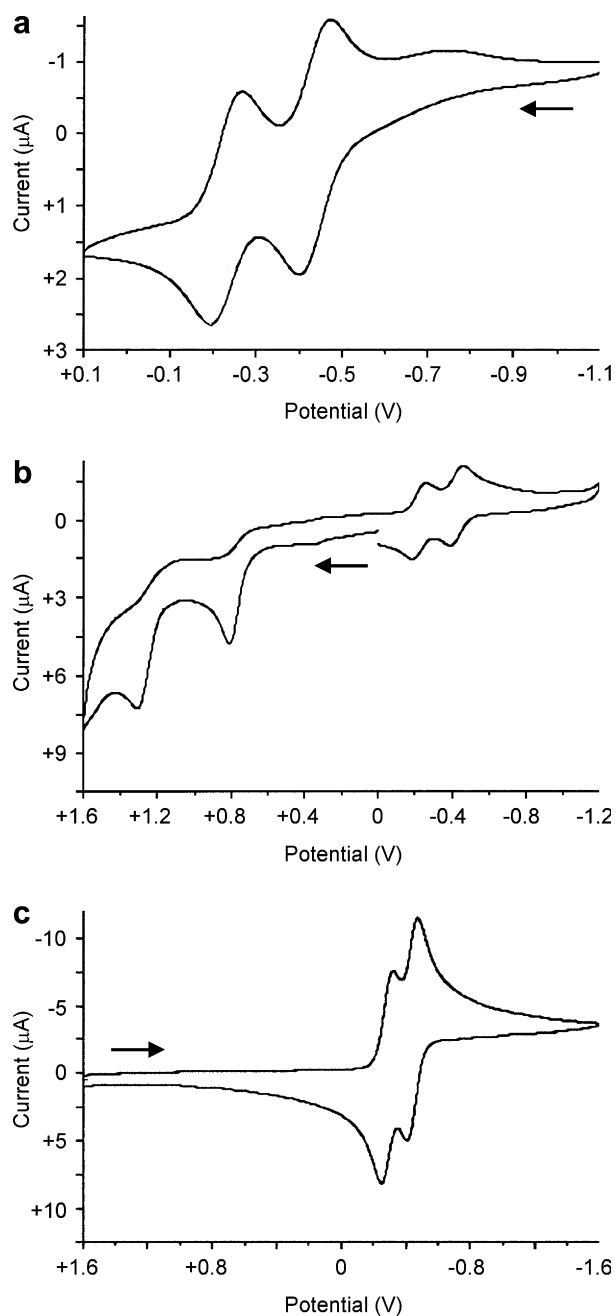 a
-1
0
+1
+2
+3
Current (µA)
+0.1 -0.1 -0.3 -0.5 -0.7 -0.9 -1.1
Potential (V)
b
0
+3
+6
+9
Current (µA)
+1.6 +1.2 +0.8 +0.4 0 -0.4 -0.8 -1.2
Potential (V)
c
-10
-5
0
+5
+10
Current (µA)
+1.6 +0.8 0 -0.8 -1.6
Potential (V)